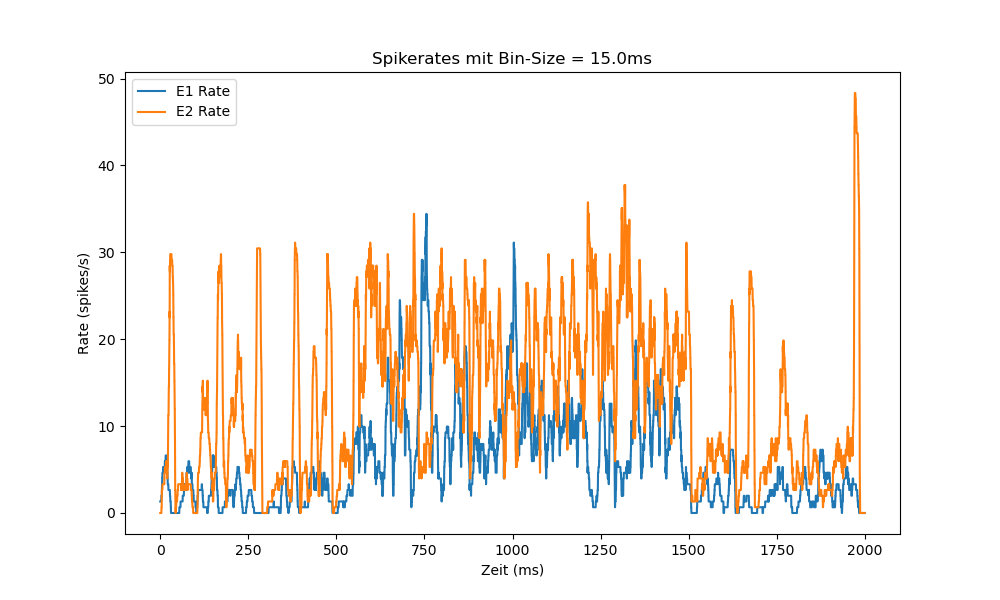 Spikerates mit Bin-Size = 15.0ms
E1 Rate
E2 Rate
50
40
30
20
10
0
Rate (spikes/s)
0 250 500 750 1000 1250 1500 1750 2000
Zeit (ms)